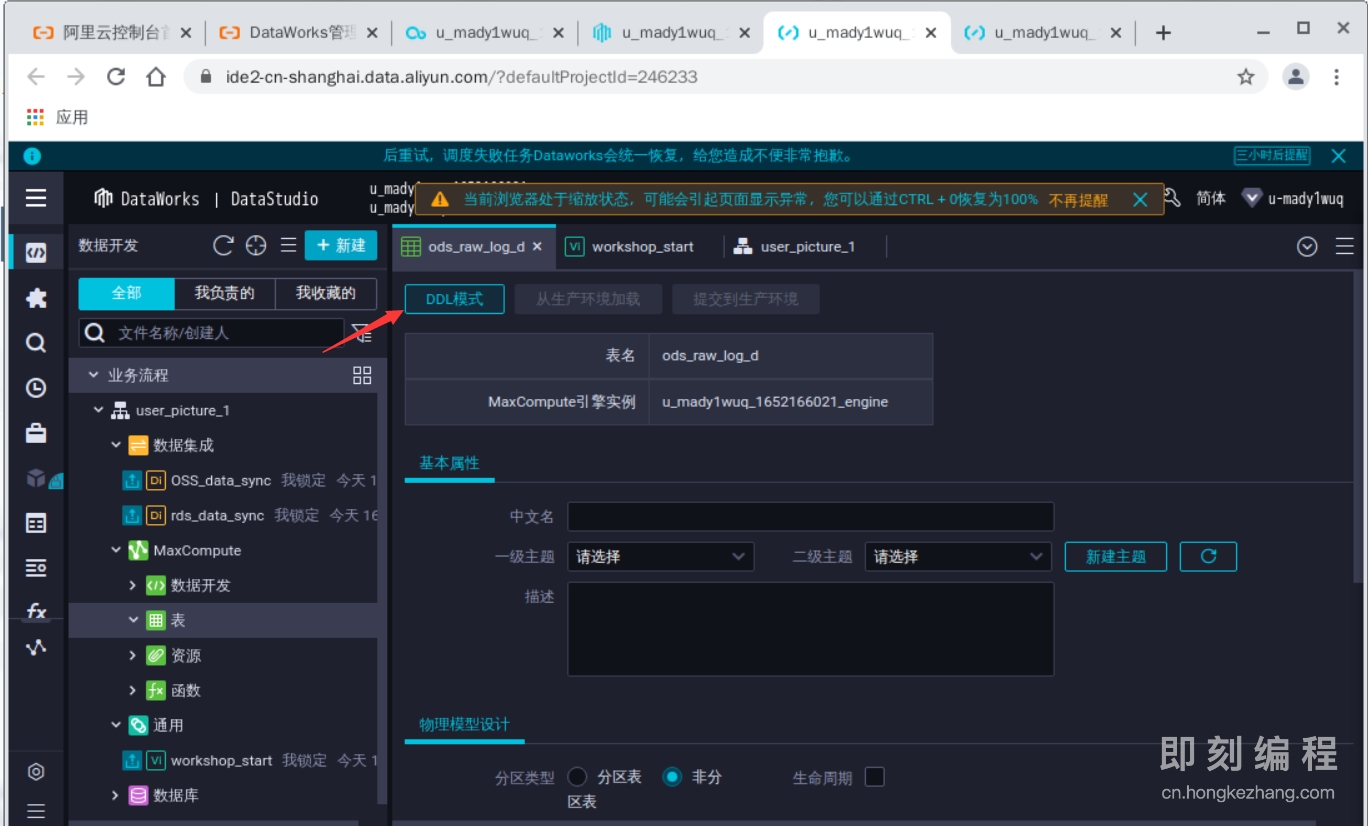 阿里云控制台首
DataWorks管理
u_mady1wuq_
u_mady1wuq_
u_mady1wuq_
u_mady1wuq_
ide2-cn-shanghai.data.aliyun.com/?defaultProjectId=246233
应用
后重试，调度失败任务Dataworks会统一恢复，给您造成不便非常抱歉。
三小时后提醒
DataWorks | DataStudio
u_mady
u_mady
当前浏览器处于缩放状态，可能会引起页面显示异常，您可以通过CTRL + 0恢复为100% 不再提醒
简体
u-mady1wuq
数据开发
+ 新建
ods_raw_log_d
VI workshop_start
user_picture_1
全部
我负责的
我收藏的
DDL模式
从生产环境加载
提交到生产环境
文件名称/创建人
表名 ods_raw_log_d
MaxCompute引擎实例 u_mady1wuq_1652166021_engine
业务流程
user_picture_1
数据集成
Di OSS_data_sync 我锁定 今天 1
Di rds_data_sync 我锁定 今天 16
MaxCompute
数据开发
表
资源
fx 函数
通用
VI workshop_start 我锁定 今天 1
数据库
fx
基本属性
中文名
一级主题 请选择
二级主题 请选择
新建主题
描述
物理模型设计
分区类型 分区表 非分
区表
生命周期
即刻编程
cn.hongkezhang.com